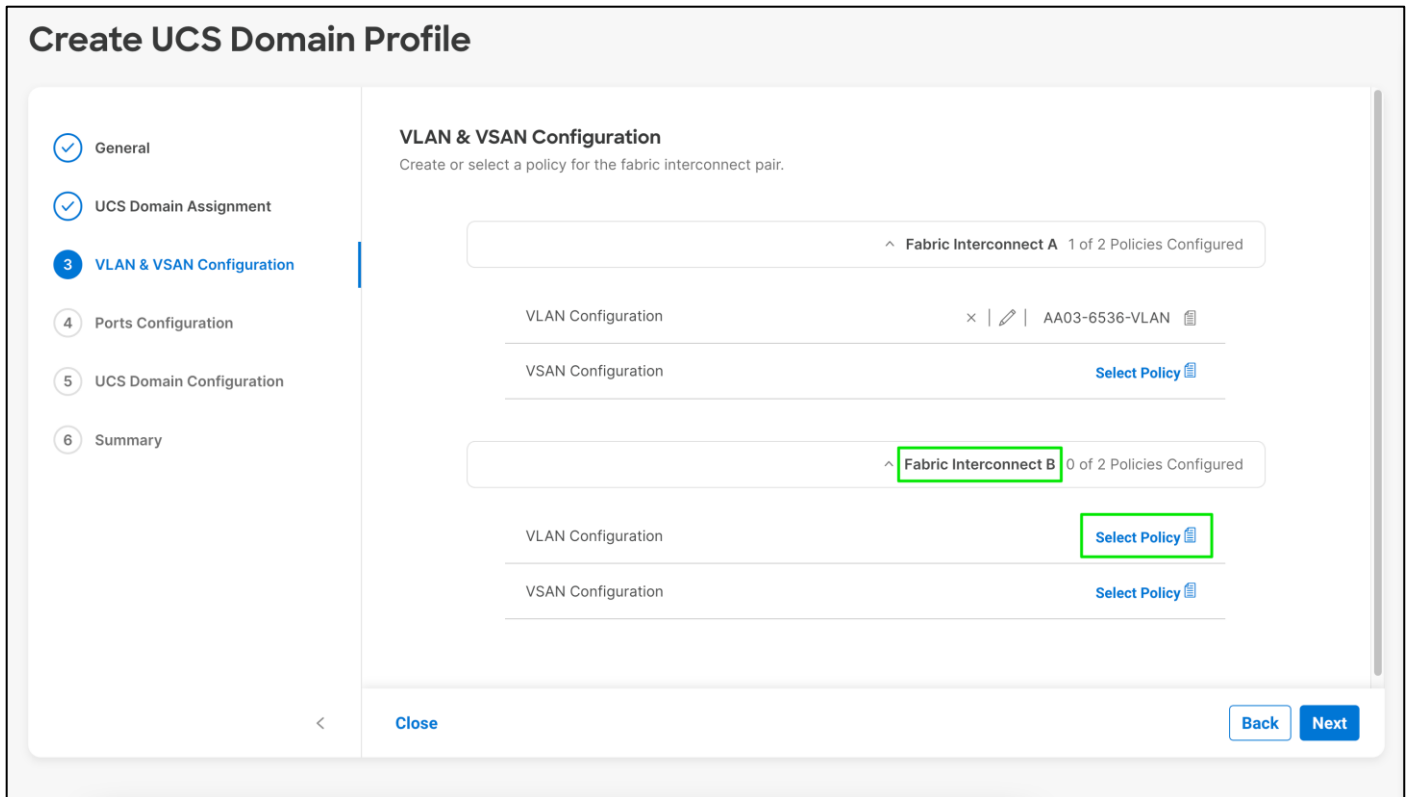 Create UCS Domain Profile
General
UCS Domain Assignment
3 VLAN & VSAN Configuration
4 Ports Configuration
5 UCS Domain Configuration
6 Summary
VLAN & VSAN Configuration
Create or select a policy for the fabric interconnect pair.
Fabric Interconnect A 1 of 2 Policies Configured
VLAN Configuration AA03-6536-VLAN
VSAN Configuration Select Policy
Fabric Interconnect B 0 of 2 Policies Configured
VLAN Configuration Select Policy
VSAN Configuration Select Policy
Close Back Next